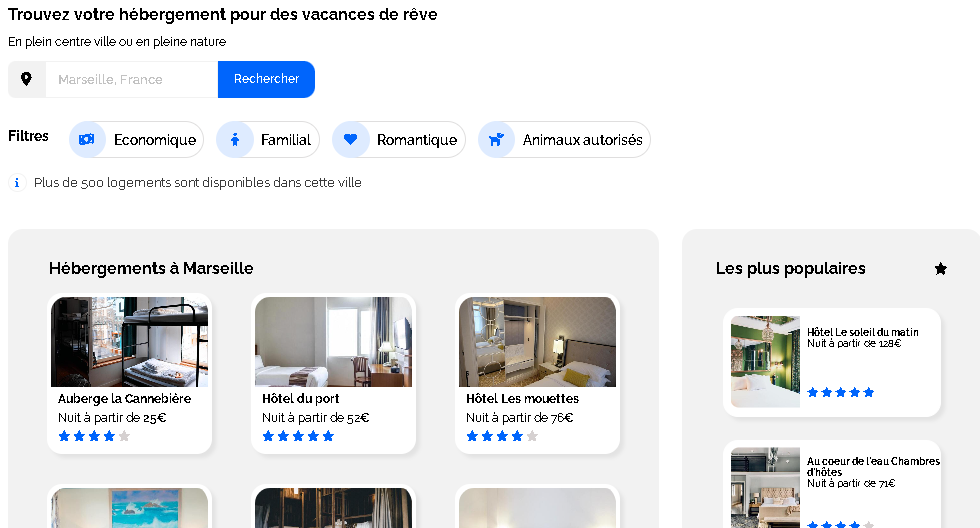 Trouvez votre hébergement pour des vacances de rêve
En plein centre ville ou en pleine nature
Marseille, France
Rechercher
Filtres
Economique
Familial
Romantique
Animaux autorisés
Plus de 500 logements sont disponibles dans cette ville
Hébergements à Marseille
Auberge la Cannebière
Nuit à partir de 25€
Hôtel du port
Nuit à partir de 52€
Hôtel Les mouettes
Nuit à partir de 76€
Les plus populaires
Hôtel Le soleil du matin
Nuit à partir de 128€
Au coeur de l'eau Chambres
d'hôtes
Nuit à partir de 71€